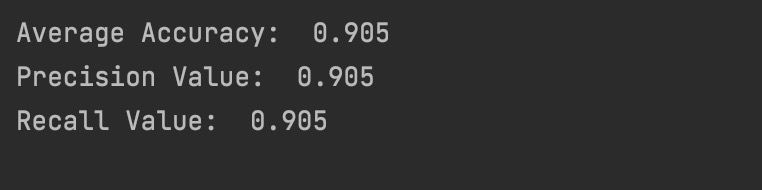 Average Accuracy:  0.905
Precision Value:  0.905
Recall Value:  0.905